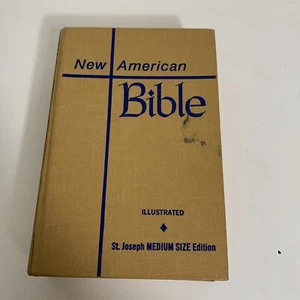 New American
Bible
ILLUSTRATED
St. Joseph MEDIUM SIZE Edition